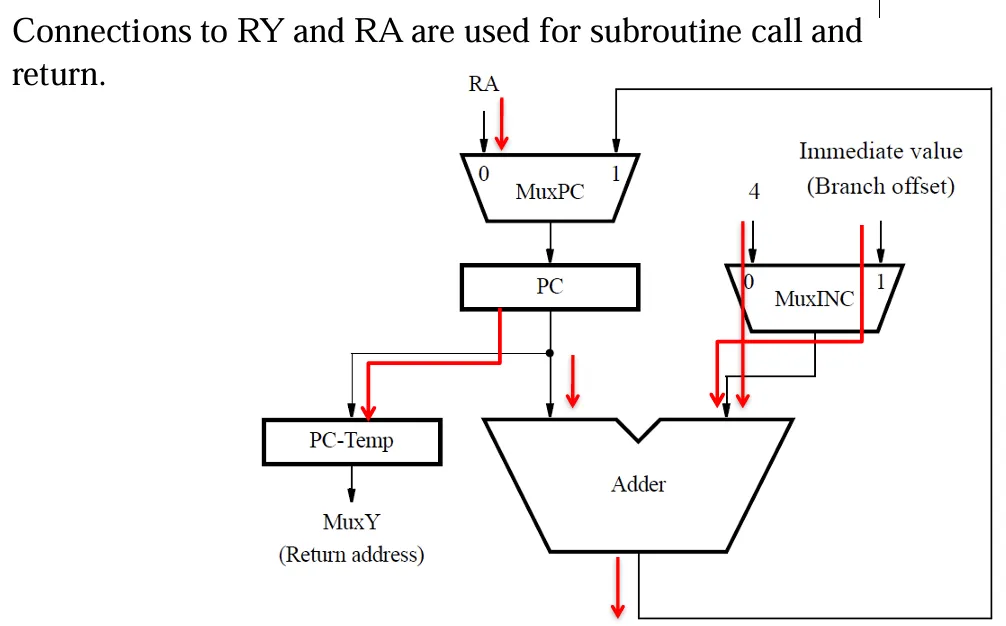 Connections to RY and RA are used for subroutine call and
return.
RA
Immediate value
(Branch offset)
4
0
1
MuxPC
0
1
MuxINC
PC
PC-Temp
Adder
MuxY
(Return address)